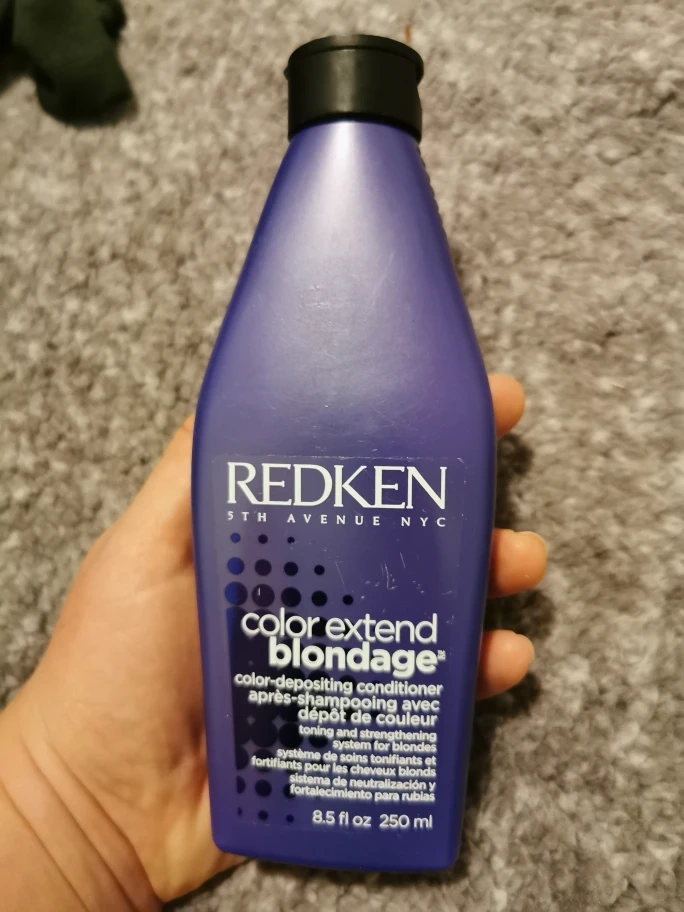 REDKEN
5TH AVENUE NYC
color extend
blondage
color-depositing conditioner
après-shampooing avec
dépôt de couleur
toning and strengthening
system for blondes
système de soins tonifiants et
fortifiants pour les cheveux blonds
sistema de neutralización y
fortalecimiento para rubias
8.5 fl oz 250 ml